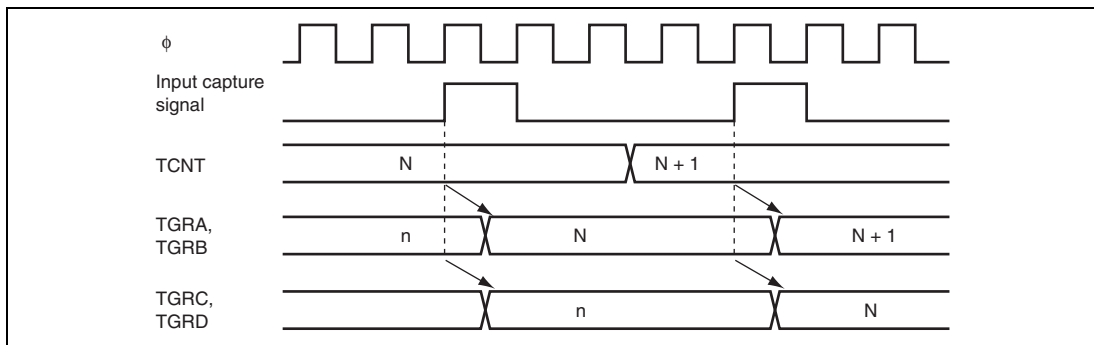 ϕ
Input capture
signal
TCNT
N
N + 1
TGRA,
TGRB
n
N
N + 1
TGRC,
TGRD
n
N